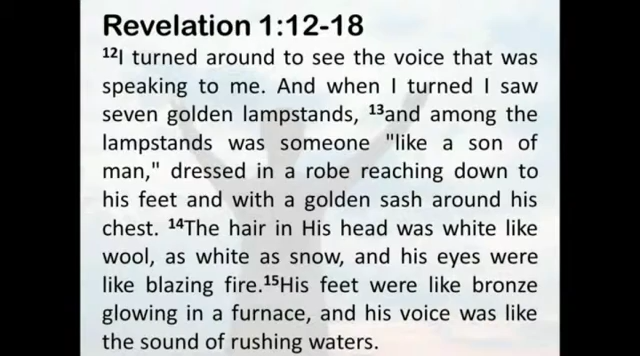 Revelation 1:12-18
¹²I turned around to see the voice that was
speaking to me. And when I turned I saw
seven golden lampstands, ¹³and among the
lampstands was someone "like a son of
man," dressed in a robe reaching down to
his feet and with a golden sash around his
chest. ¹⁴The hair in His head was white like
wool, as white as snow, and his eyes were
like blazing fire.¹⁵His feet were like bronze
glowing in a furnace, and his voice was like
the sound of rushing waters.